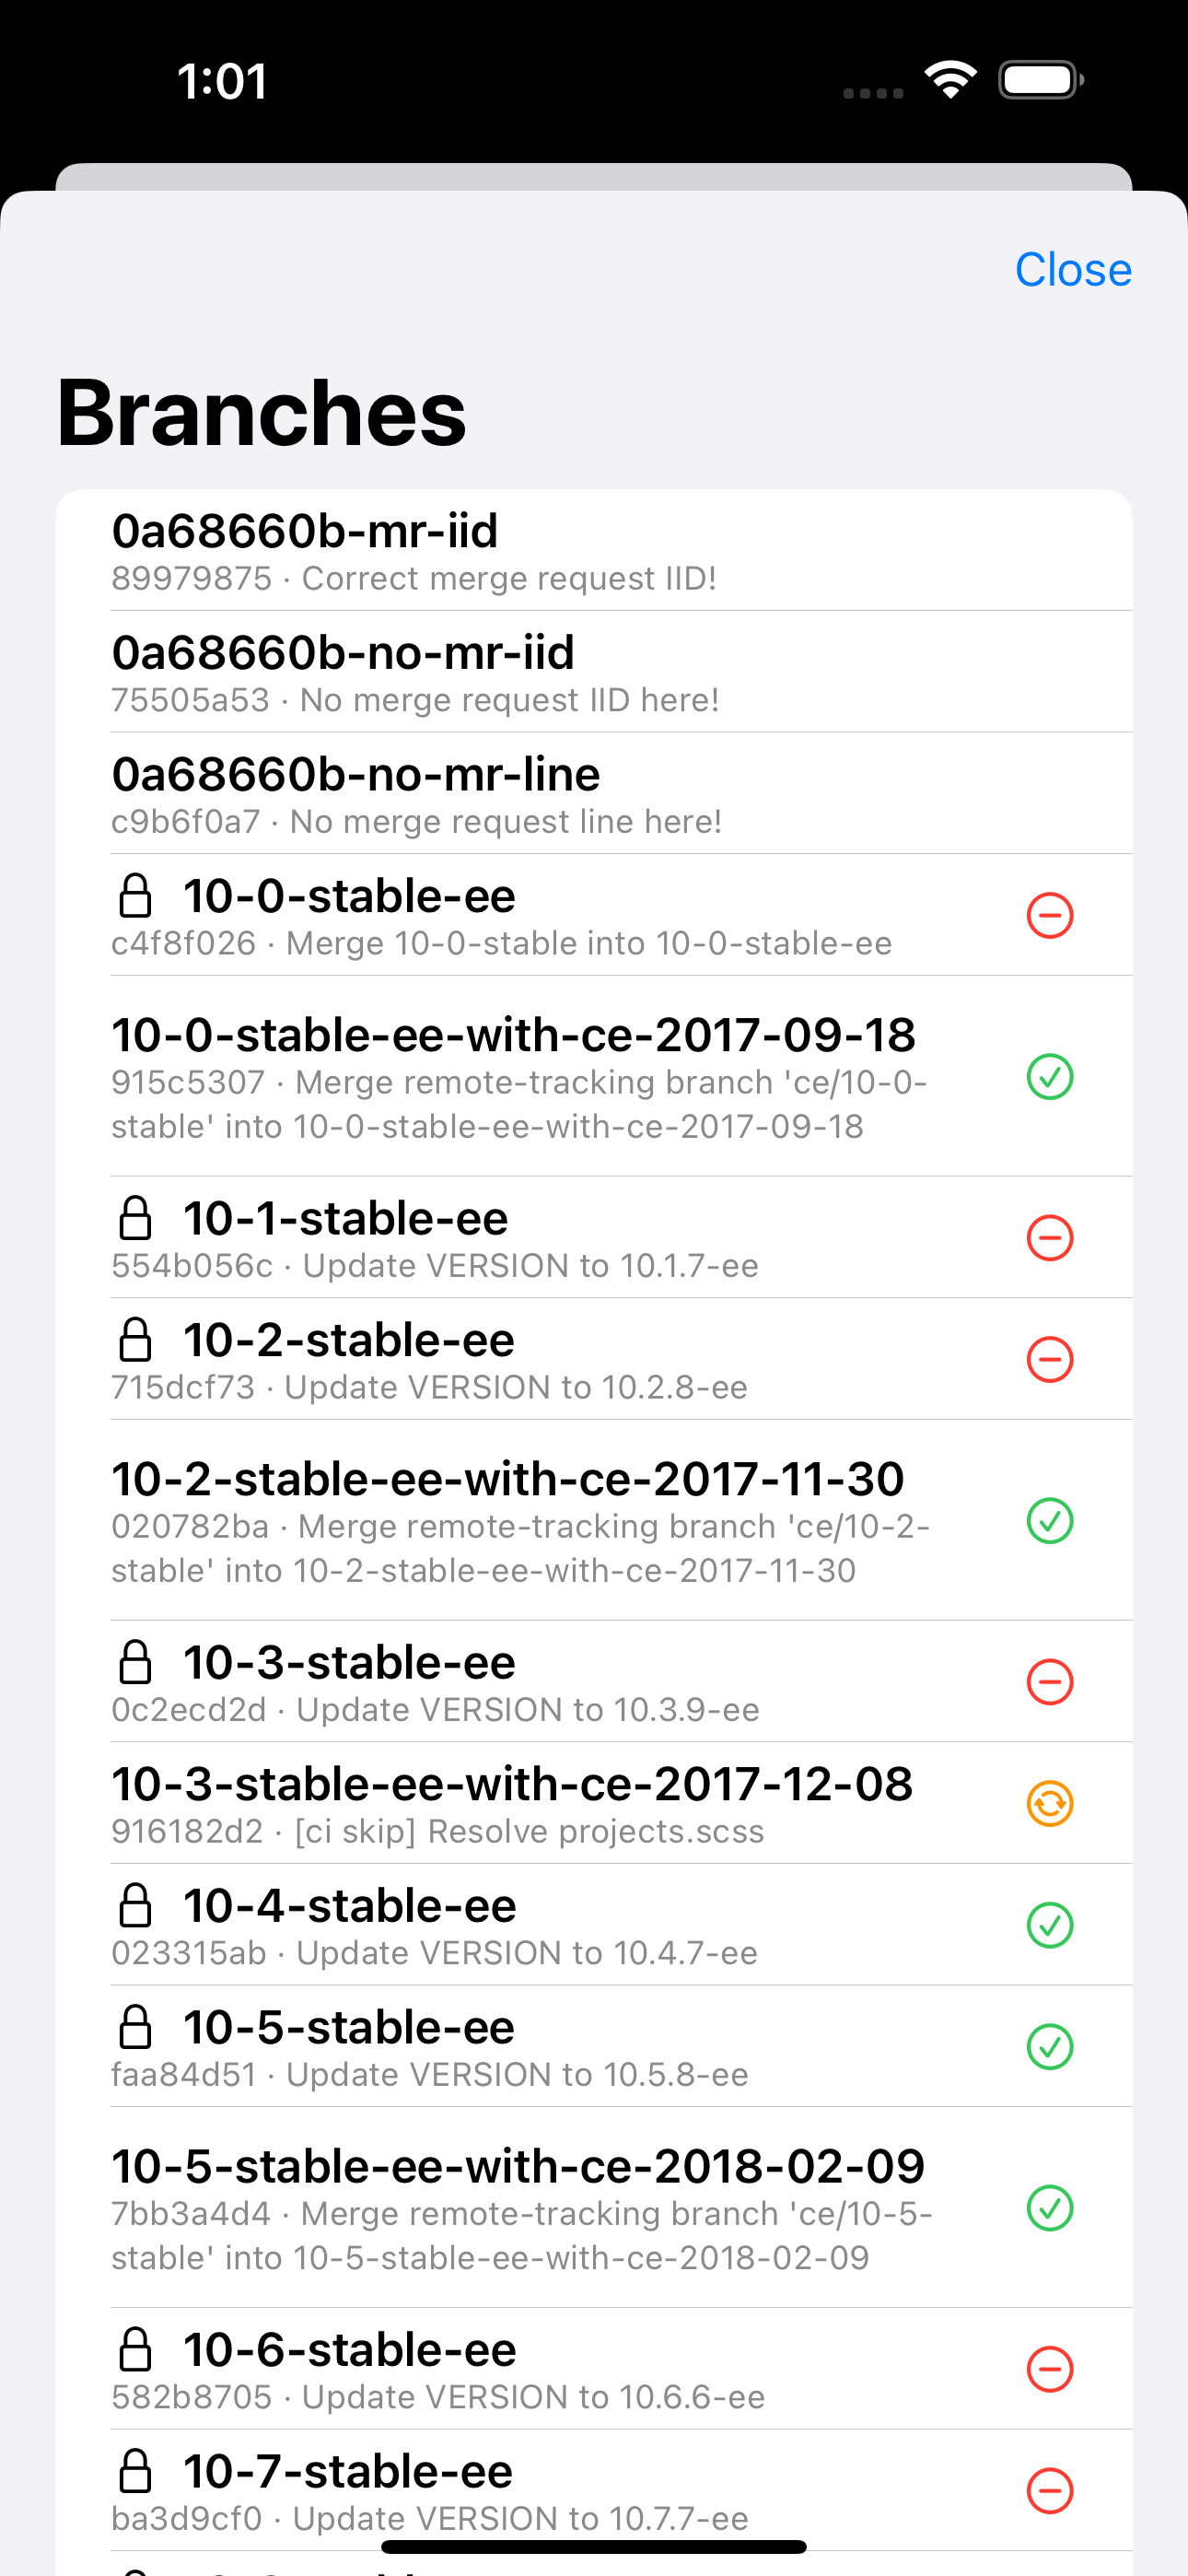 1:01
Close
Branches
0a68660b-mr-iid
89979875 · Correct merge request IID!
0a68660b-no-mr-iid
75505a53 · No merge request IID here!
0a68660b-no-mr-line
c9b6f0a7 · No merge request line here!
10-0-stable-ee
c4f8f026 · Merge 10-0-stable into 10-0-stable-ee
10-0-stable-ee-with-ce-2017-09-18
915c5307 · Merge remote-tracking branch 'ce/10-0-
stable' into 10-0-stable-ee-with-ce-2017-09-18
10-1-stable-ee
554b056c · Update VERSION to 10.1.7-ee
10-2-stable-ee
715dcf73 · Update VERSION to 10.2.8-ee
10-2-stable-ee-with-ce-2017-11-30
020782ba · Merge remote-tracking branch 'ce/10-2-
stable' into 10-2-stable-ee-with-ce-2017-11-30
10-3-stable-ee
0c2ecd2d · Update VERSION to 10.3.9-ee
10-3-stable-ee-with-ce-2017-12-08
916182d2 · [ci skip] Resolve projects.scss
10-4-stable-ee
023315ab · Update VERSION to 10.4.7-ee
10-5-stable-ee
faa84d51 · Update VERSION to 10.5.8-ee
10-5-stable-ee-with-ce-2018-02-09
7bb3a4d4 · Merge remote-tracking branch 'ce/10-5-
stable' into 10-5-stable-ee-with-ce-2018-02-09
10-6-stable-ee
582b8705 · Update VERSION to 10.6.6-ee
10-7-stable-ee
ba3d9cf0 · Update VERSION to 10.7.7-ee